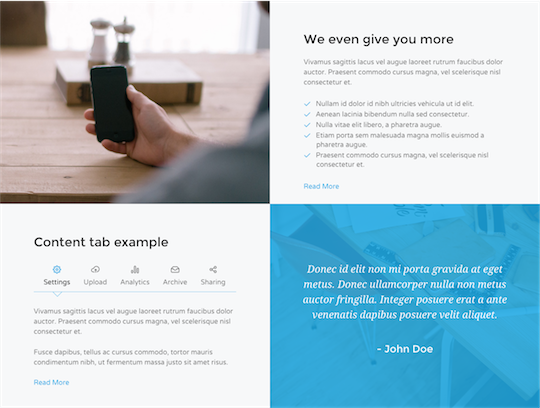 We even give you more
Vivamus sagittis lacus vel augue laoreet rutrum faucibus dolor
auctor. Praesent commodo cursus magna, vel scelerisque nisl
consectetur et.
Nullam id dolor id nibh ultricies vehicula ut id elit.
Aenean lacinia bibendum nulla sed consectetur.
Nulla vitae elit libero, a pharetra augue.
Etiam porta sem malesuada magna mollis euismod a
pharetra augue.
Praesent commodo cursus magna, vel scelerisque nisl
consectetur.
Read More
Content tab example
Settings Upload Analytics Archive Sharing
Vivamus sagittis lacus vel augue laoreet rutrum faucibus dolor
auctor. Praesent commodo cursus magna, vel scelerisque nisl
consectetur et.
Fusce dapibus, tellus ac cursus commodo, tortor mauris
condimentum nibh, ut fermentum massa justo sit amet risus.
Read More
Donec id elit non mi porta gravida at eget
metus. Donec ullamcorper nulla non metus
auctor fringilla. Integer posuere erat a ante
venenatis dapibus posuere velit aliquet.
- John Doe